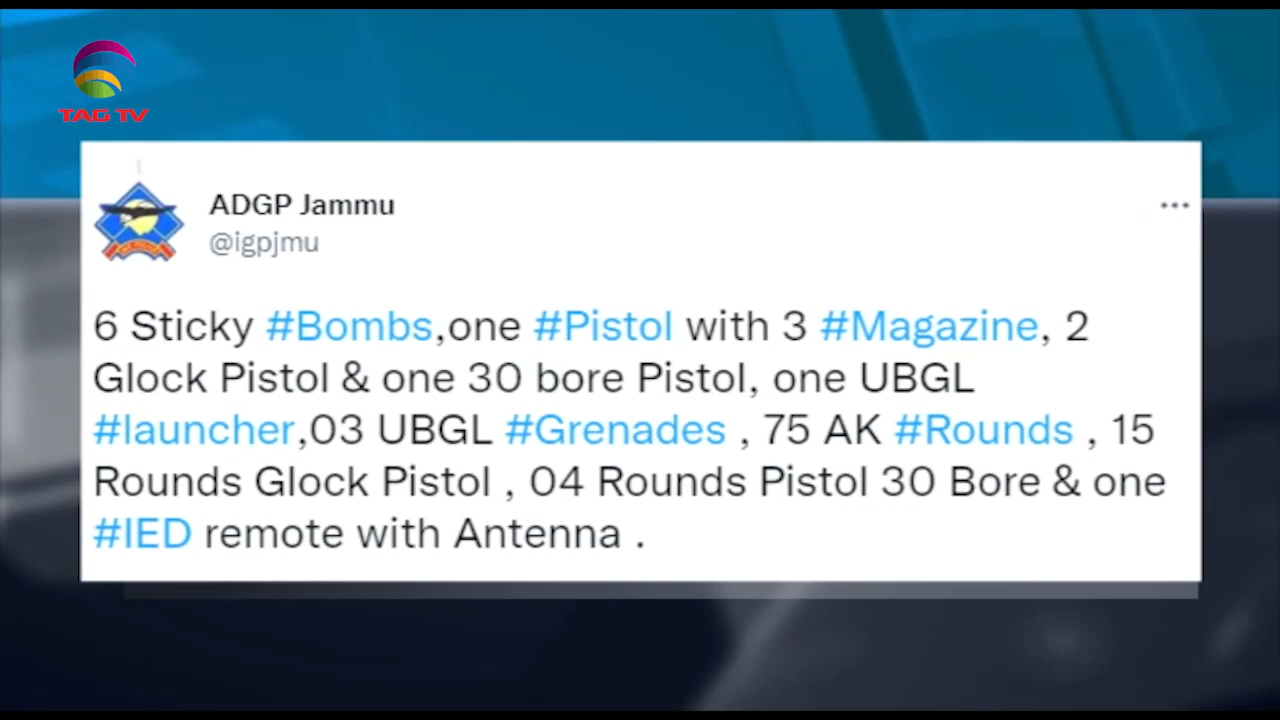 TAG TV
ADGP Jammu
@igpjmu
6 Sticky #Bombs,one #Pistol with 3 #Magazine, 2
Glock Pistol & one 30 bore Pistol, one UBGL
#launcher,03 UBGL #Grenades , 75 AK #Rounds , 15
Rounds Glock Pistol , 04 Rounds Pistol 30 Bore & one
#IED remote with Antenna .